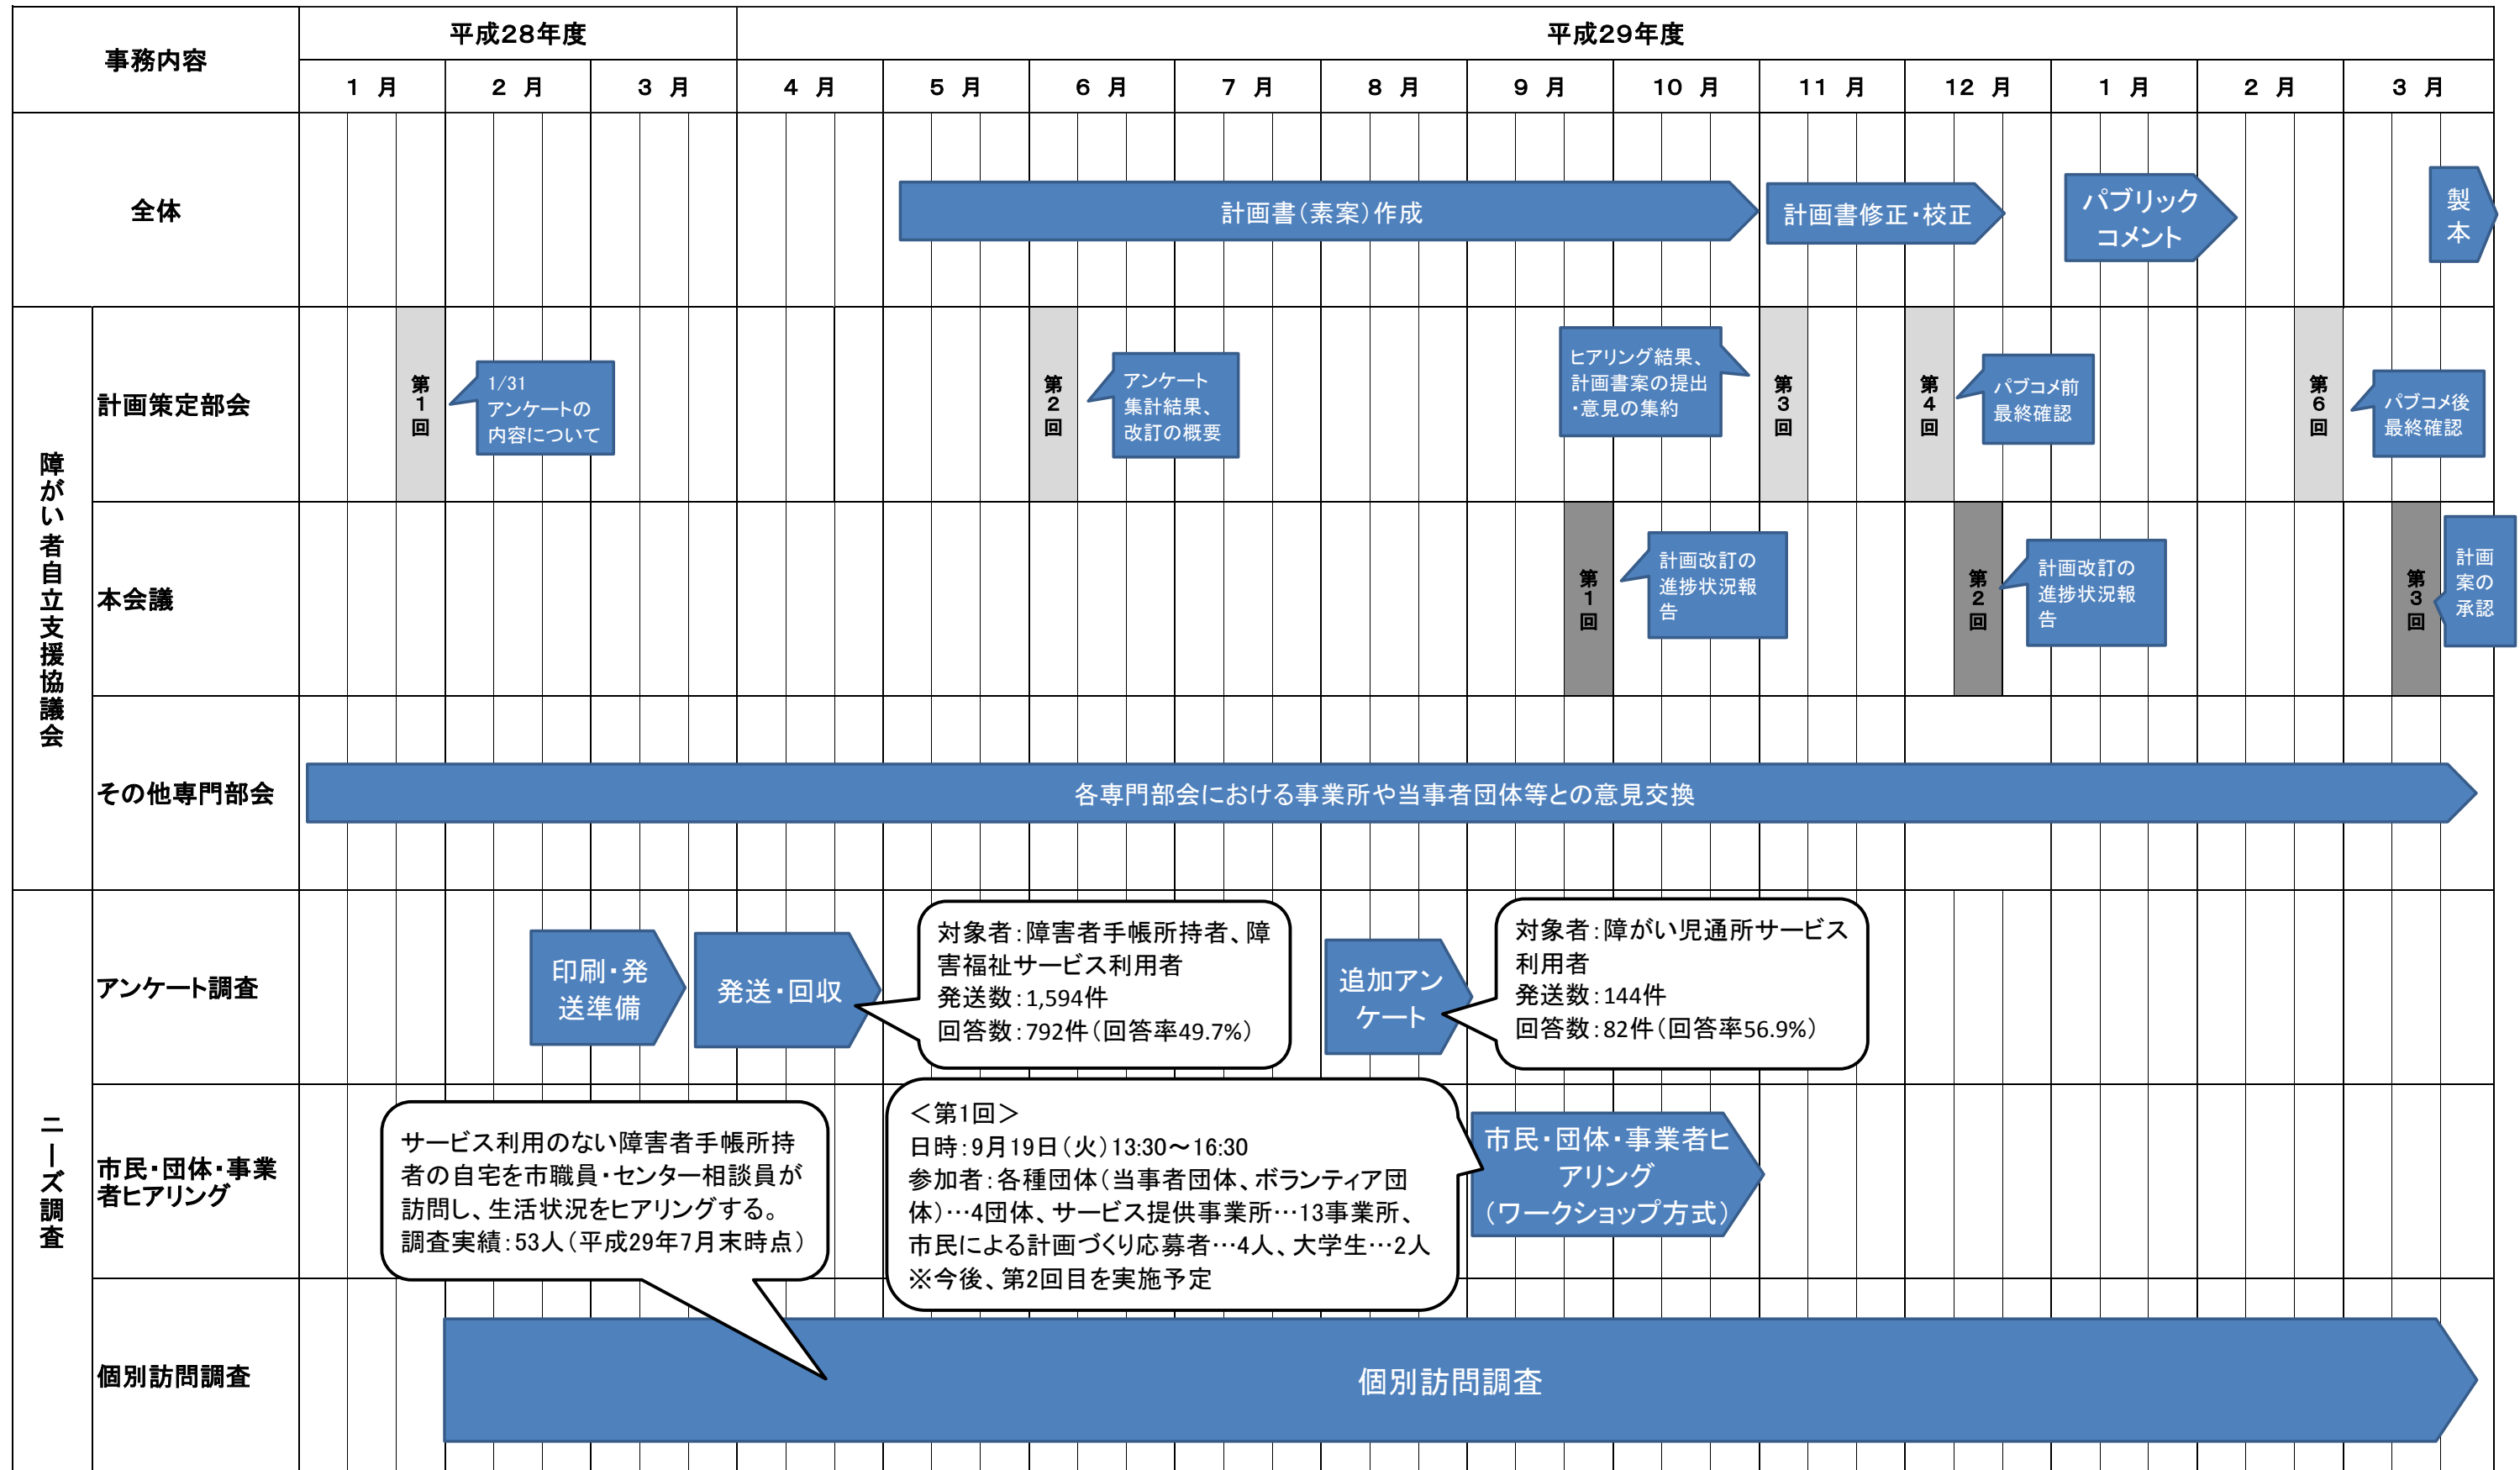 事務内容
平成28年度
平成29年度
1 月
2 月
3 月
4 月
5 月
6 月
7 月
8 月
9 月
10 月
11 月
12 月
1 月
2 月
3 月
全体
計画書（素案）作成
計画書修正・校正
パブリック
コメント
製
本
障がい者自立支援協議会
計画策定部会
第1回
1/31
アンケートの
内容について
第2回
アンケート
集計結果、
改訂の概要
ヒアリング結果、
計画書案の提出
・意見の集約
第3回
第4回
パブコメ前
最終確認
第6回
パブコメ後
最終確認
本会議
第1回
計画改訂の
進捗状況報
告
第2回
計画改訂の
進捗状況報
告
第3回
計画
案の
承認
その他専門部会
各専門部会における事業所や当事者団体等との意見交換
ニーズ調査
アンケート調査
印刷・発
送準備
発送・回収
対象者：障害者手帳所持者、障
害福祉サービス利用者
発送数：1,594件
回答数：792件（回答率49.7%）
追加アン
ケート
対象者：障がい児通所サービス
利用者
発送数：144件
回答数：82件（回答率56.9%）
市民・団体・事業
者ヒアリング
サービス利用のない障害者手帳所持
者の自宅を市職員・センター相談員が
訪問し、生活状況をヒアリングする。
調査実績：53人（平成29年7月末時点）
＜第1回＞
日時：9月19日（火）13:30～16:30
参加者：各種団体（当事者団体、ボランティア団
体）…4団体、サービス提供事業所…13事業所、
市民による計画づくり応募者…4人、大学生…2人
※今後、第2回目を実施予定
市民・団体・事業者ヒ
アリング
（ワークショップ方式）
個別訪問調査
個別訪問調査